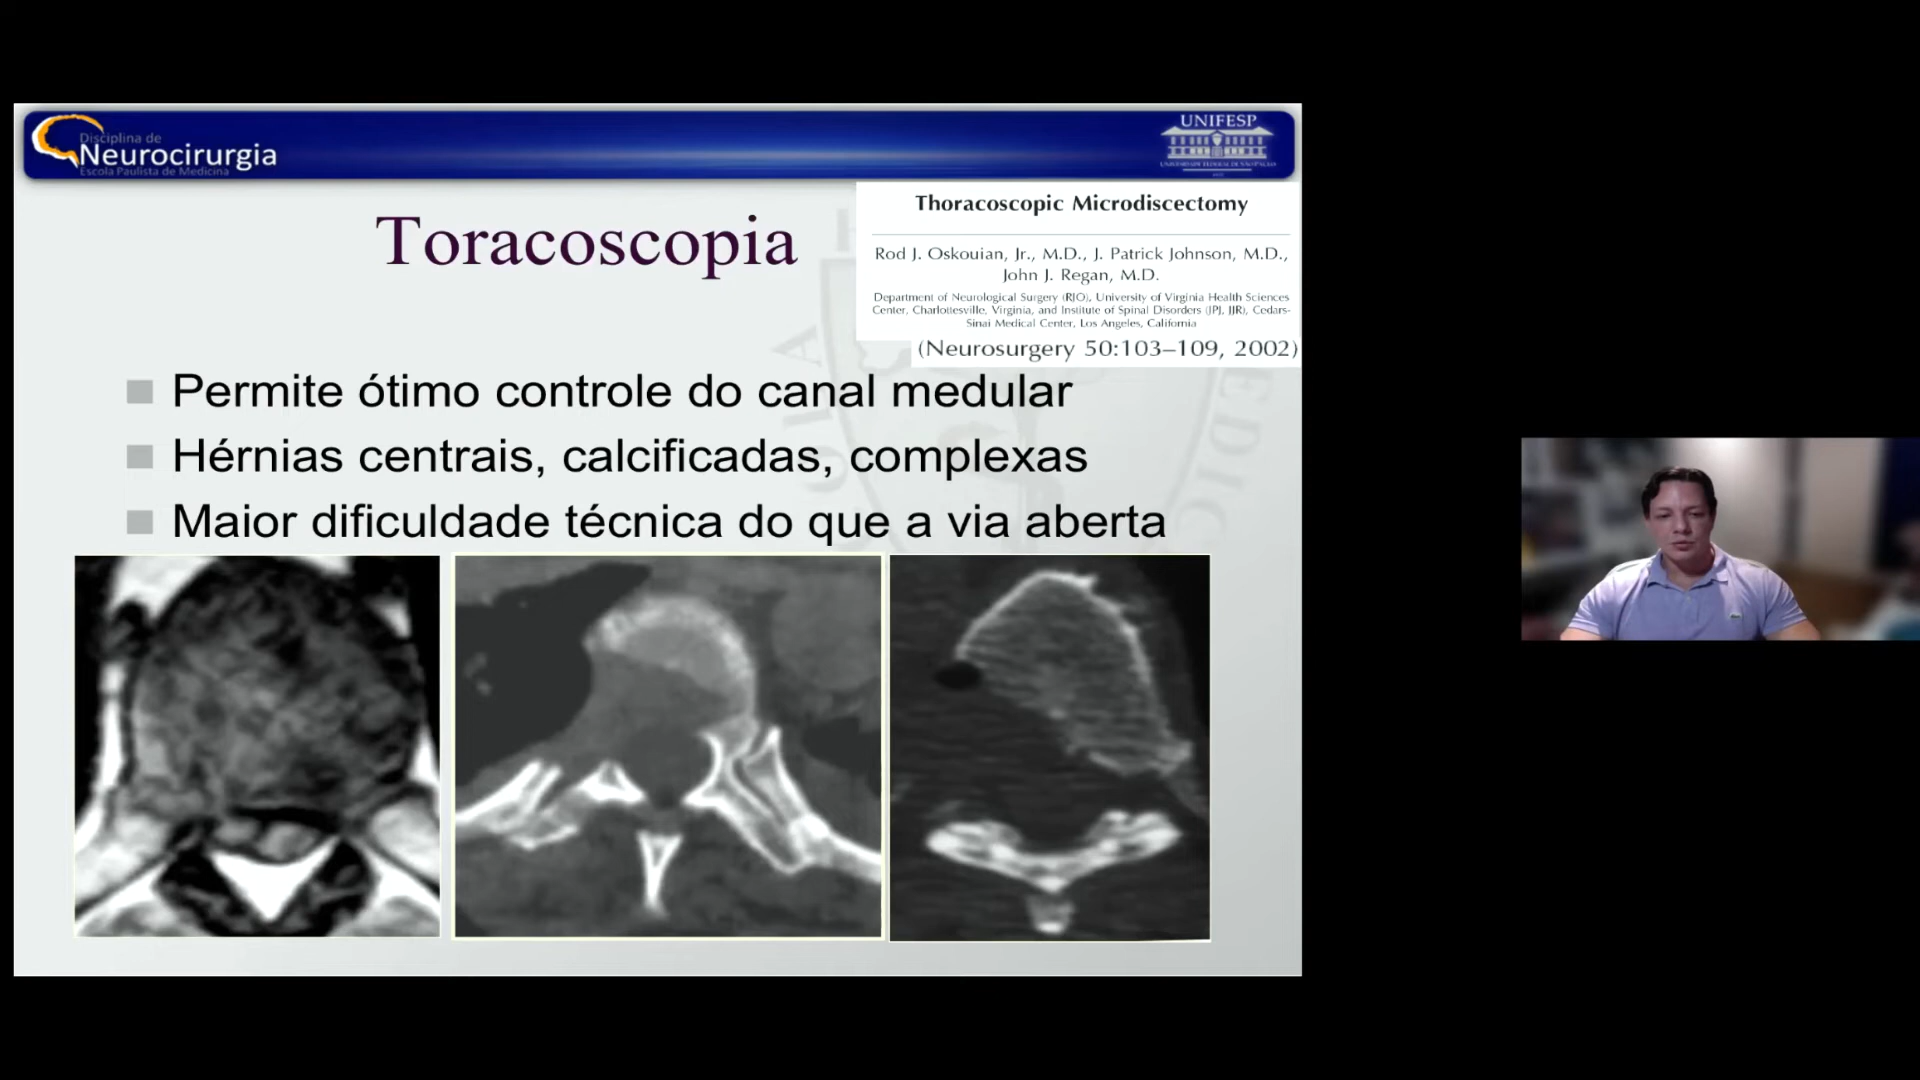 Disciplina de
Neurocirurgia
Escola Paulista de Medicina
UNIFESP
UNIVERSIDADE FEDERAL DE SÃO PAULO
Toracoscopia
Thoracoscopic Microdiscectomy
Rod J. Oskouian, Jr., M.D., J. Patrick Johnson, M.D.,
John J. Regan, M.D.
Department of Neurological Surgery (RJO), University of Virginia Health Sciences
Center, Charlottesville, Virginia, and Institute of Spinal Disorders (JPJ, JJR), Cedars-
Sinai Medical Center, Los Angeles, California
(Neurosurgery 50:103–109, 2002)
Permite ótimo controle do canal medular
Hérnias centrais, calcificadas, complexas
Maior dificuldade técnica do que a via aberta